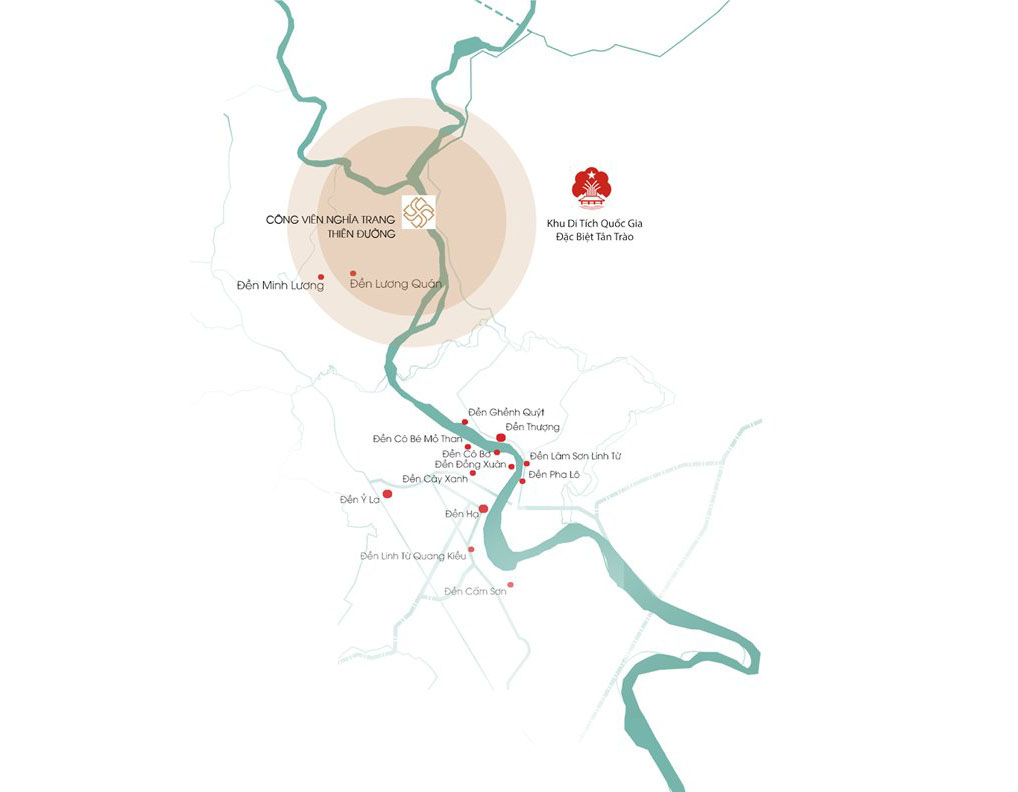 CÔNG VIÊN NGHĨA TRANG
THIÊN ĐƯỜNG
Khu Di Tích Quốc Gia
Đặc Biệt Tân Trào
Đền Minh Lương
Đền Lương Quán
Đền Ghềnh Quýt
Đền Thượng
Đền Cô Bé Mỏ Than
Đền Cô Bơ
Đền Lâm Sơn Linh Từ
Đền Đồng Xuân
Đền Pha Lô
Đền Cây Xanh
Đền Ỷ La
Đền Hạ
Đền Linh Từ Quang Kiều
Đền Cấm Sơn